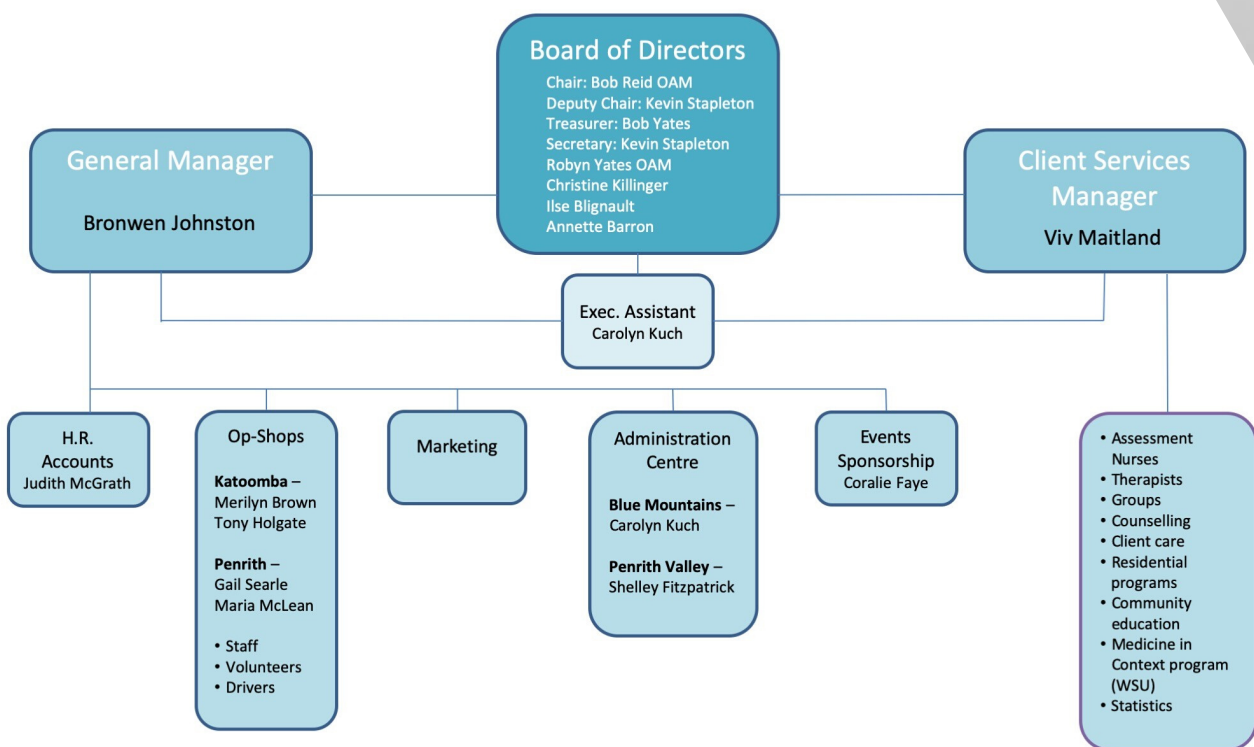 Board of Directors
Chair: Bob Reid OAM
Deputy Chair: Kevin Stapleton
Treasurer: Bob Yates
Secretary: Kevin Stapleton
Robyn Yates OAM
Christine Killinger
Ilse Blignault
Annette Barron
General Manager
Bronwen Johnston
Client Services
Manager
Viv Maitland
Exec. Assistant
Carolyn Kuch
H.R.
Accounts
Judith McGrath
Op-Shops
Katoomba –
Merilyn Brown
Tony Holgate
Penrith –
Gail Searle
Maria McLean
• Staff
• Volunteers
• Drivers
Marketing
Administration
Centre
Blue Mountains –
Carolyn Kuch
Penrith Valley –
Shelley Fitzpatrick
Events
Sponsorship
Coralie Faye
• Assessment
Nurses
• Therapists
• Groups
• Counselling
• Client care
• Residential
programs
• Community
education
• Medicine in
Context program
(WSU)
• Statistics